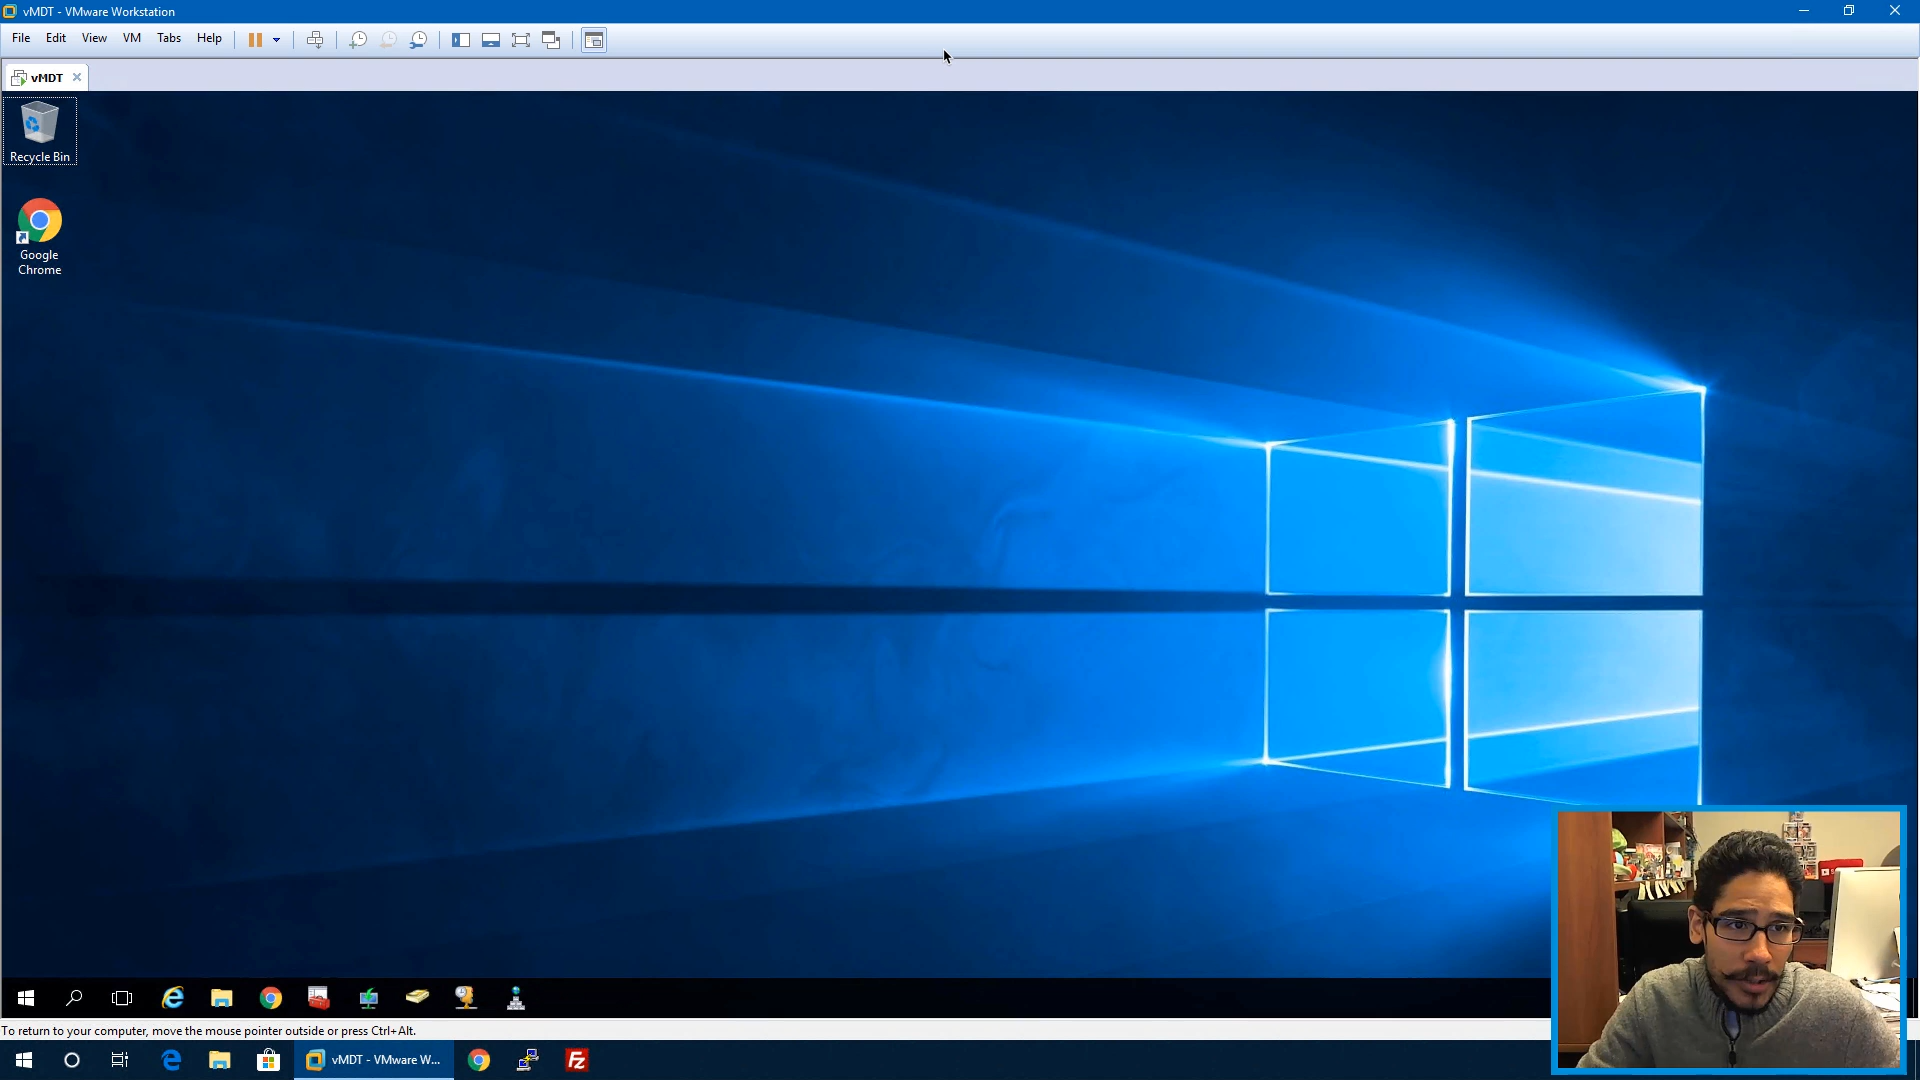 vMDT - VMware Workstation
File Edit View VM Tabs Help
vMDT
Recycle Bin
Google
Chrome
To return to your computer, move the mouse pointer outside or press Ctrl+Alt.
vMDT - VMware W...
Fz